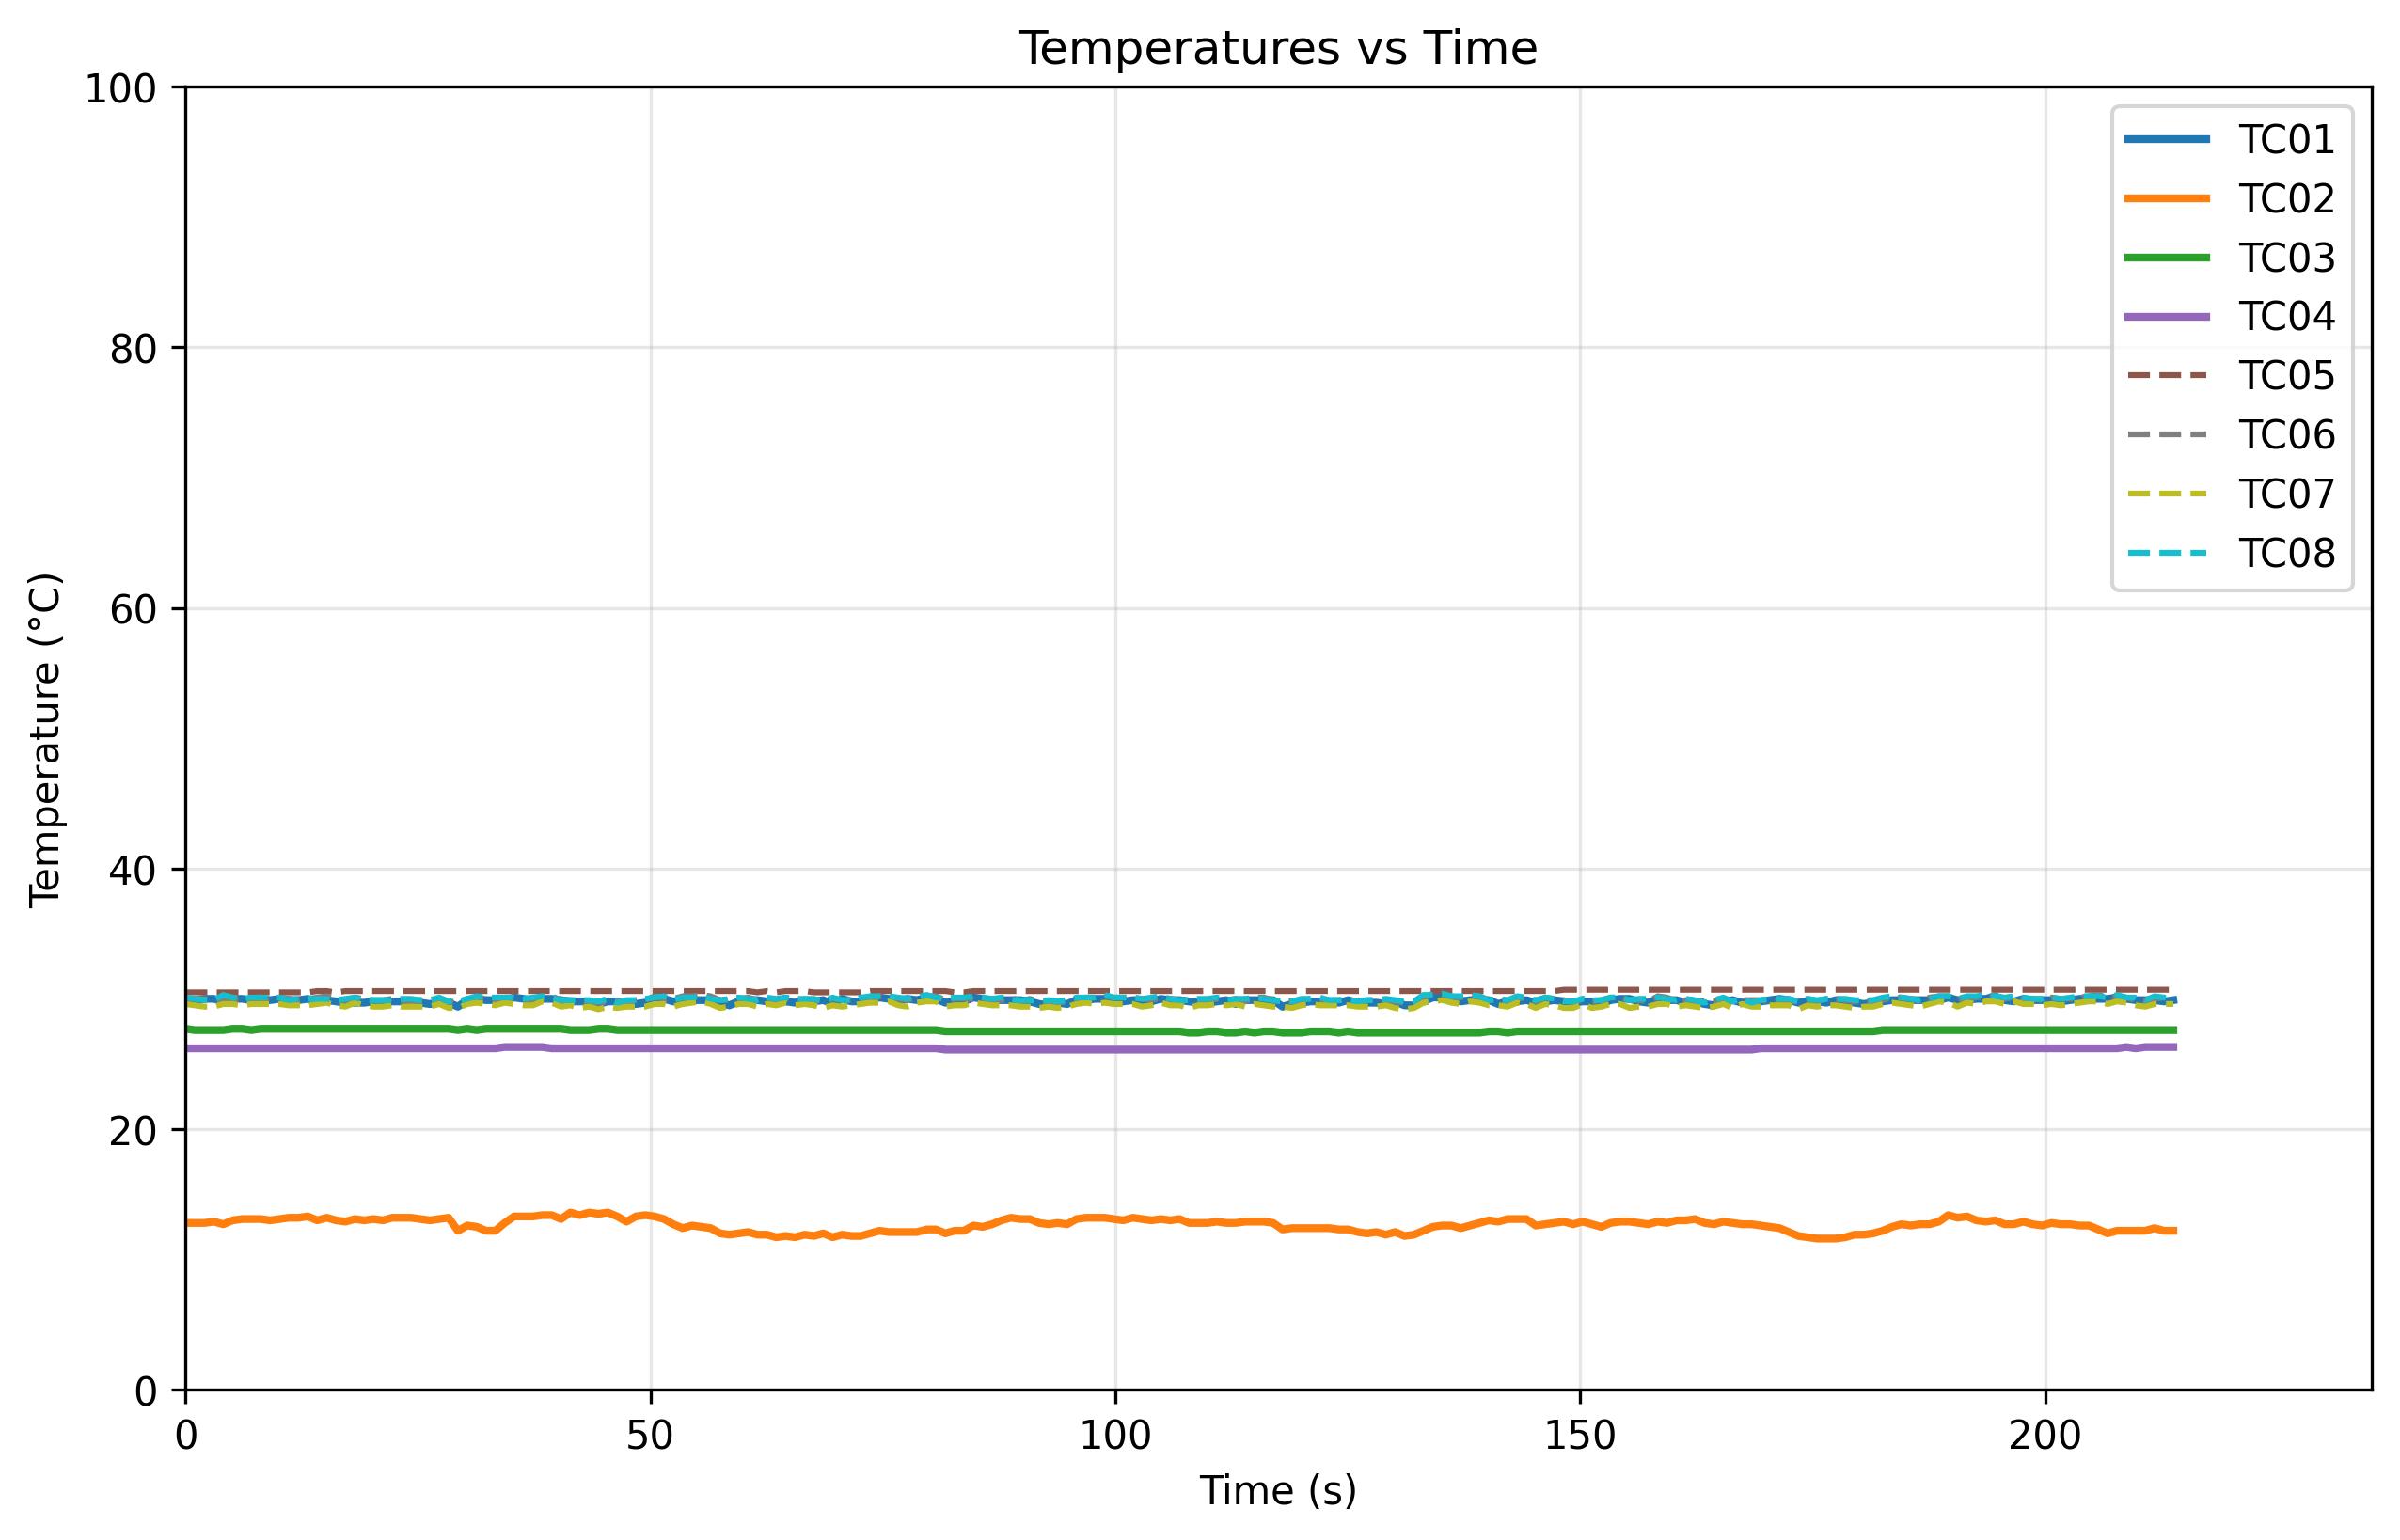 Temperatures vs Time
100
80
60
40
20
0
Temperature (°C)
0 50 100 150 200
Time (s)
TC01
TC02
TC03
TC04
TC05
TC06
TC07
TC08